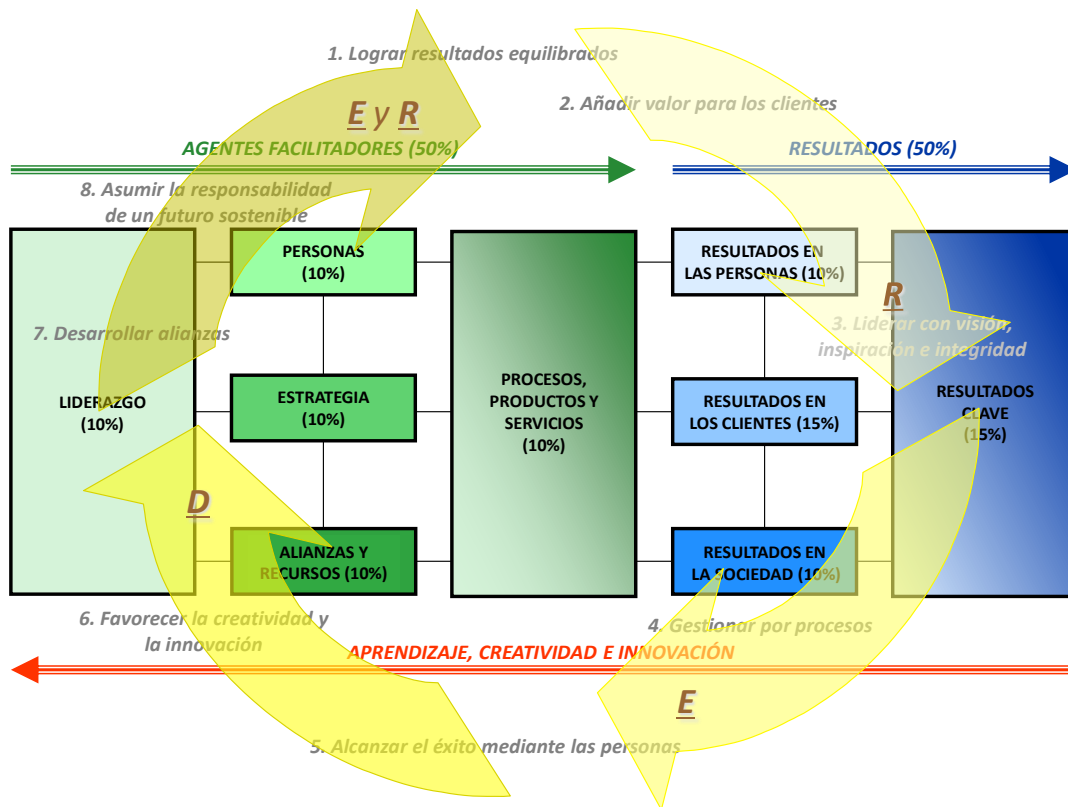 1. Lograr resultados equilibrados
2. Añadir valor para los clientes
E y R
AGENTES FACILITADORES (50%)
RESULTADOS (50%)
8. Asumir la responsabilidad
de un futuro sostenible
PERSONAS
(10%)
RESULTADOS EN
LAS PERSONAS (10%)
R
7. Desarrollar alianzas
3. Liderar con visión,
inspiración e integridad
LIDERAZGO
(10%)
ESTRATEGIA
(10%)
PROCESOS,
PRODUCTOS Y
SERVICIOS
(10%)
RESULTADOS EN
LOS CLIENTES (15%)
RESULTADOS
CLAVE
(15%)
D
ALIANZAS Y
RECURSOS (10%)
RESULTADOS EN
LA SOCIEDAD (10%)
6. Favorecer la creatividad y
la innovación
4. Gestionar por procesos
APRENDIZAJE, CREATIVIDAD E INNOVACIÓN
E
5. Alcanzar el éxito mediante las personas